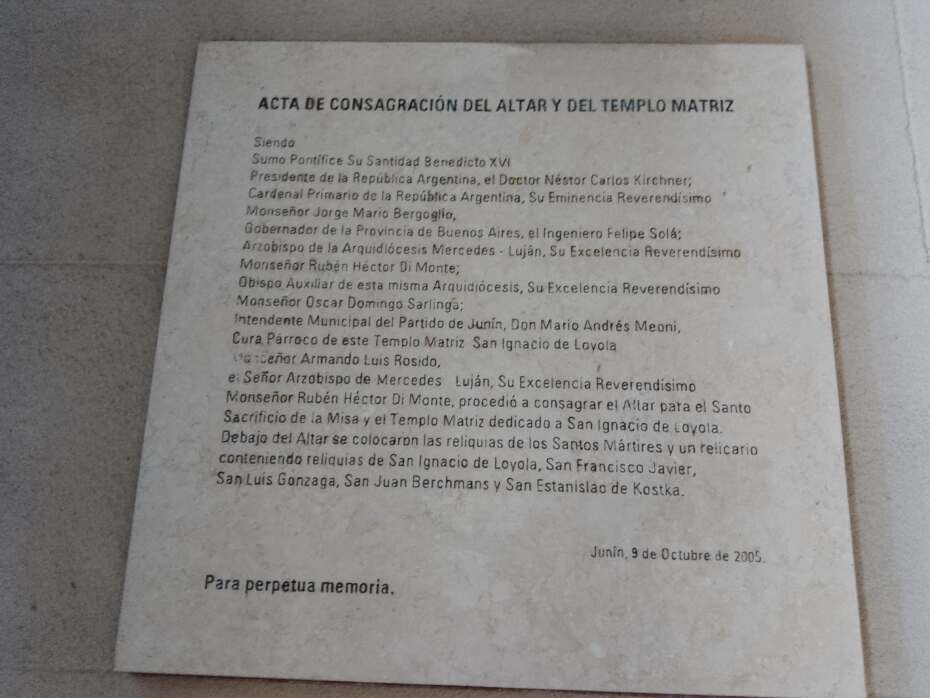 ACTA DE CONSAGRACIÓN DEL ALTAR Y DEL TEMPLO MATRIZ
Siendo
Sumo Pontífice Su Santidad Benedicto XVI
Presidente de la República Argentina, el Doctor Néstor Carlos Kirchner;
Cardenal Primario de la República Argentina, Su Eminencia Reverendísimo
Monseñor Jorge Mario Bergoglio,
Gobernador de la Provincia de Buenos Aires, el Ingeniero Felipe Solá;
Arzobispo de la Arquidiócesis Mercedes - Luján, Su Excelencia Reverendísimo
Monseñor Rubén Héctor Di Monte;
Obispo Auxiliar de esta misma Arquidiócesis, Su Excelencia Reverendísimo
Monseñor Oscar Domingo Sarlinga;
Intendente Municipal del Partido de Junín, Don Mario Andrés Meoni,
Cura Párroco de este Templo Matriz San Ignacio de Loyola
Monseñor Armando Luis Rosido,
el Señor Arzobispo de Mercedes Luján, Su Excelencia Reverendísimo
Monseñor Rubén Héctor Di Monte, procedió a consagrar el Altar para el Santo
Sacrificio de la Misa y el Templo Matriz dedicado a San Ignacio de Loyola.
Debajo del Altar se colocaron las reliquias de los Santos Mártires y un relicario
conteniendo reliquias de San Ignacio de Loyola, San Francisco Javier,
San Luis Gonzaga, San Juan Berchmans y San Estanislao de Kostka.
Junín, 9 de Octubre de 2005.
Para perpetua memoria.